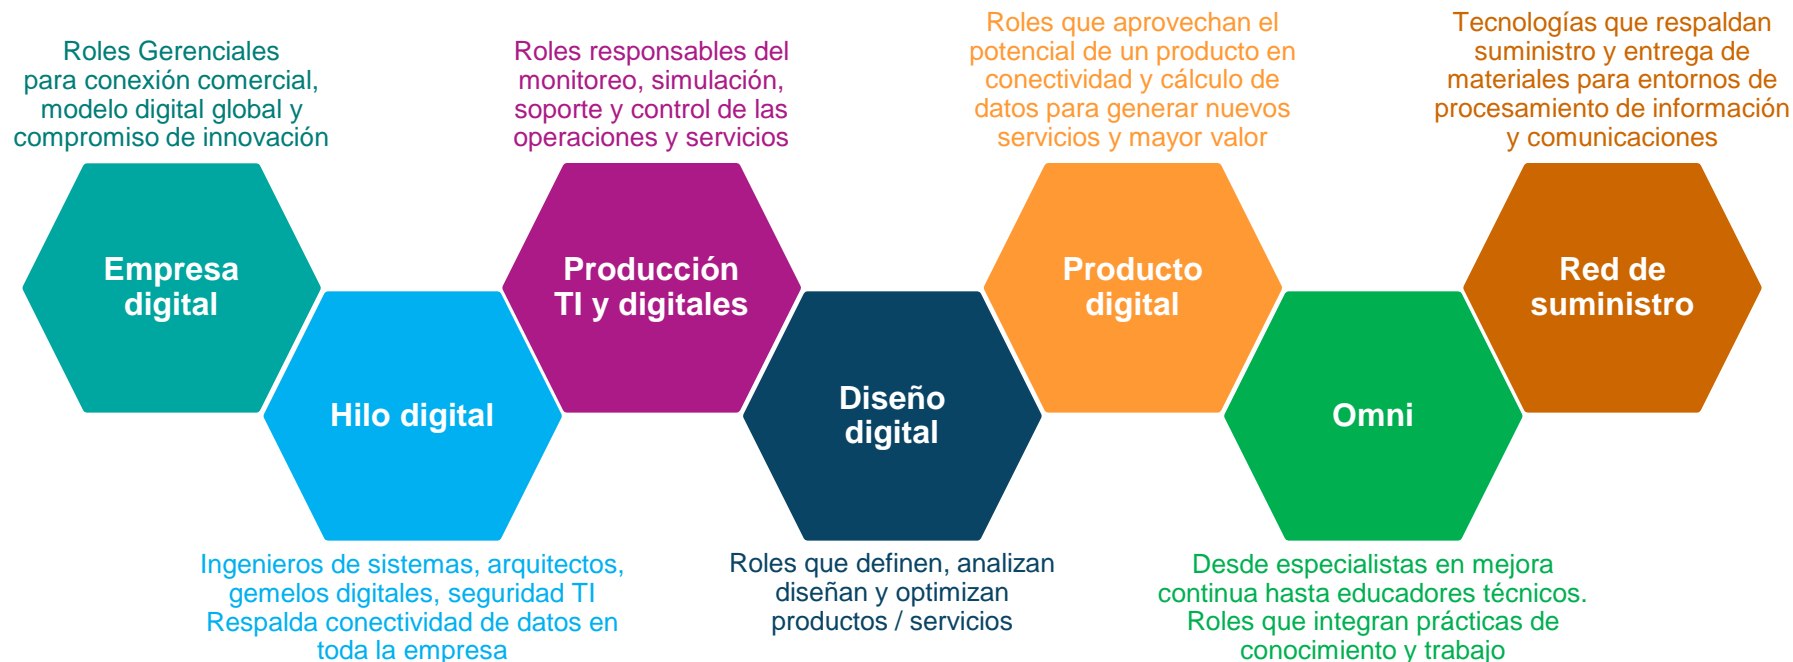 Roles Gerenciales
para conexión comercial,
modelo digital global y
compromiso de innovación
Empresa
digital
Hilo digital
Ingenieros de sistemas, arquitectos,
gemelos digitales, seguridad TI
Respalda conectividad de datos en
toda la empresa
Roles responsables del
monitoreo, simulación,
soporte y control de las
operaciones y servicios
Producción
TI y digitales
Diseño
digital
Roles que definen, analizan
diseñan y optimizan
productos / servicios
Roles que aprovechan el
potencial de un producto en
conectividad y cálculo de
datos para generar nuevos
servicios y mayor valor
Producto
digital
Omni
Desde especialistas en mejora
continua hasta educadores técnicos.
Roles que integran prácticas de
conocimiento y trabajo
Tecnologías que respaldan
suministro y entrega de
materiales para entornos de
procesamiento de información
y comunicaciones
Red de
suministro